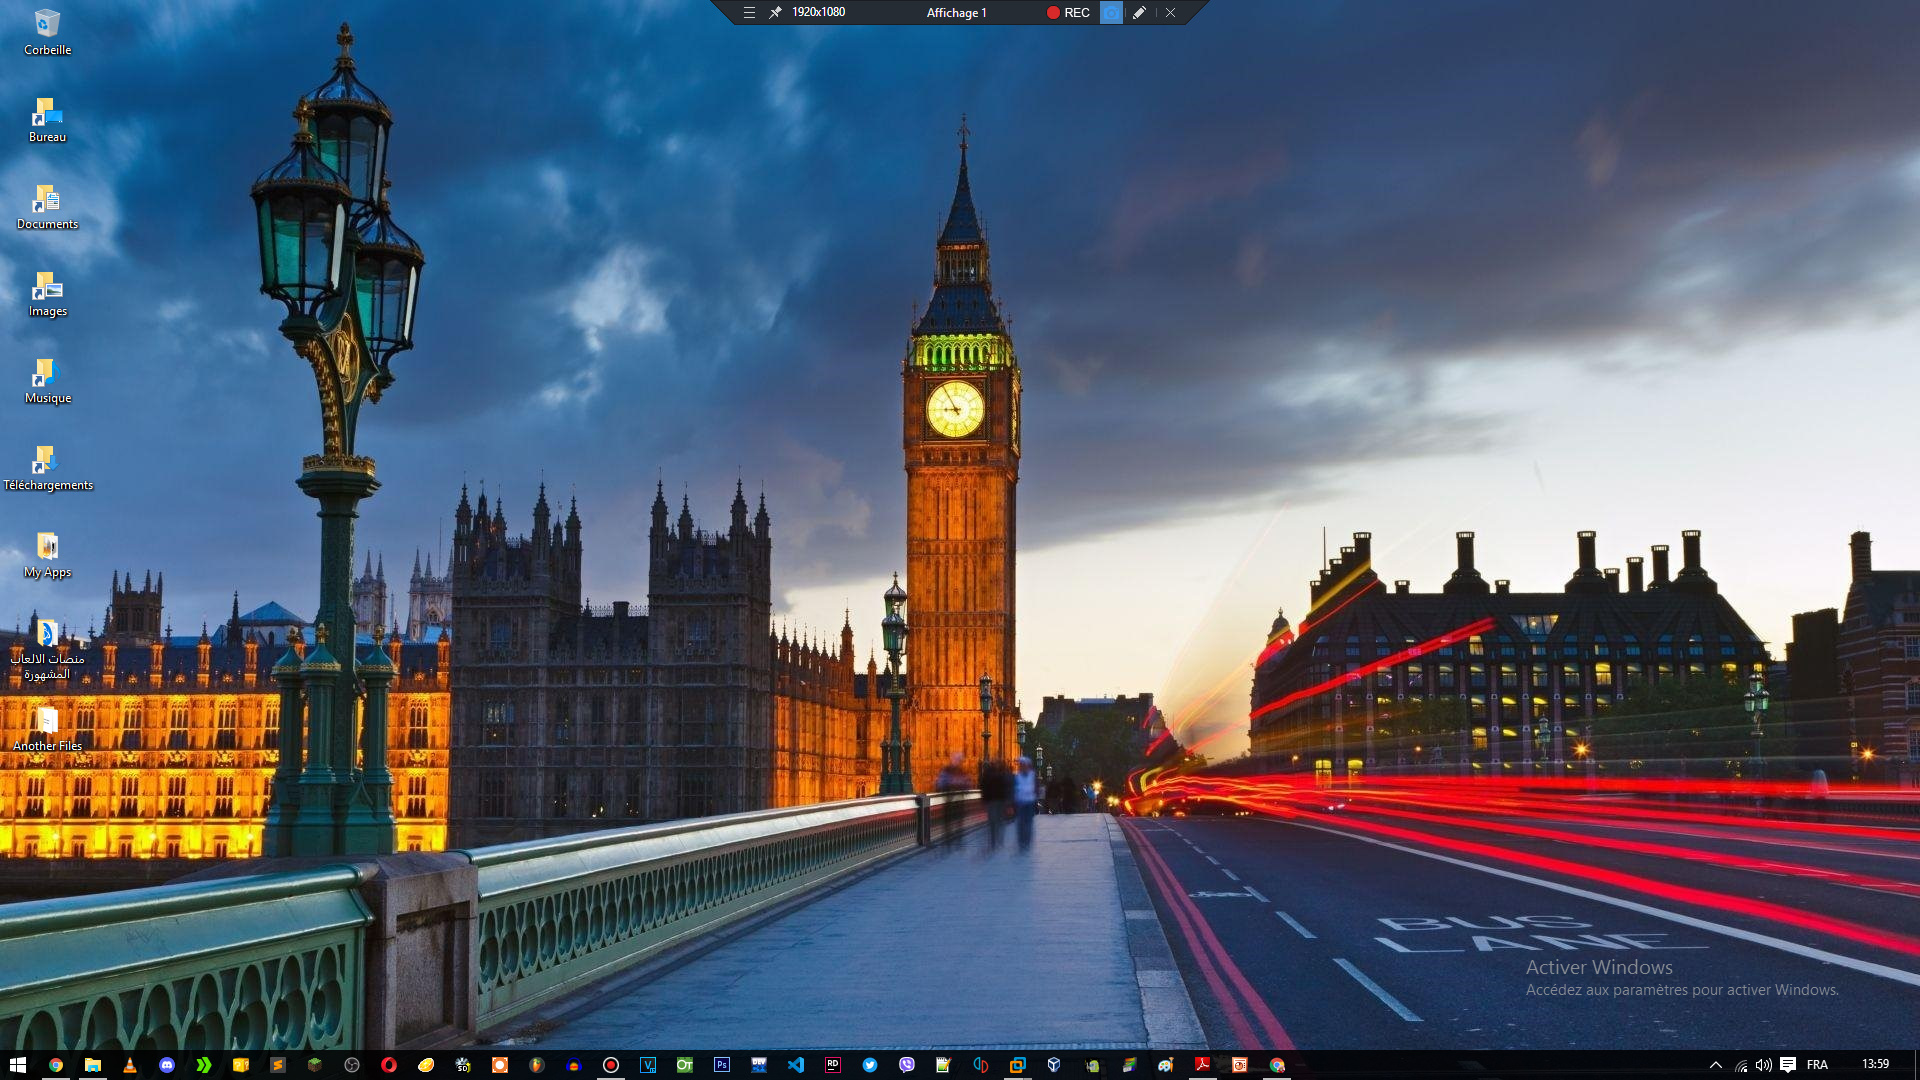 1920x1080
Affichage 1
REC
Corbeille
Bureau
Documents
Images
Musique
Téléchargements
My Apps
منصات الالعاب
المشهورة
Another Files
BUS
LANE
Activer Windows
Accédez aux paramètres pour activer Windows.
FRA
13:59